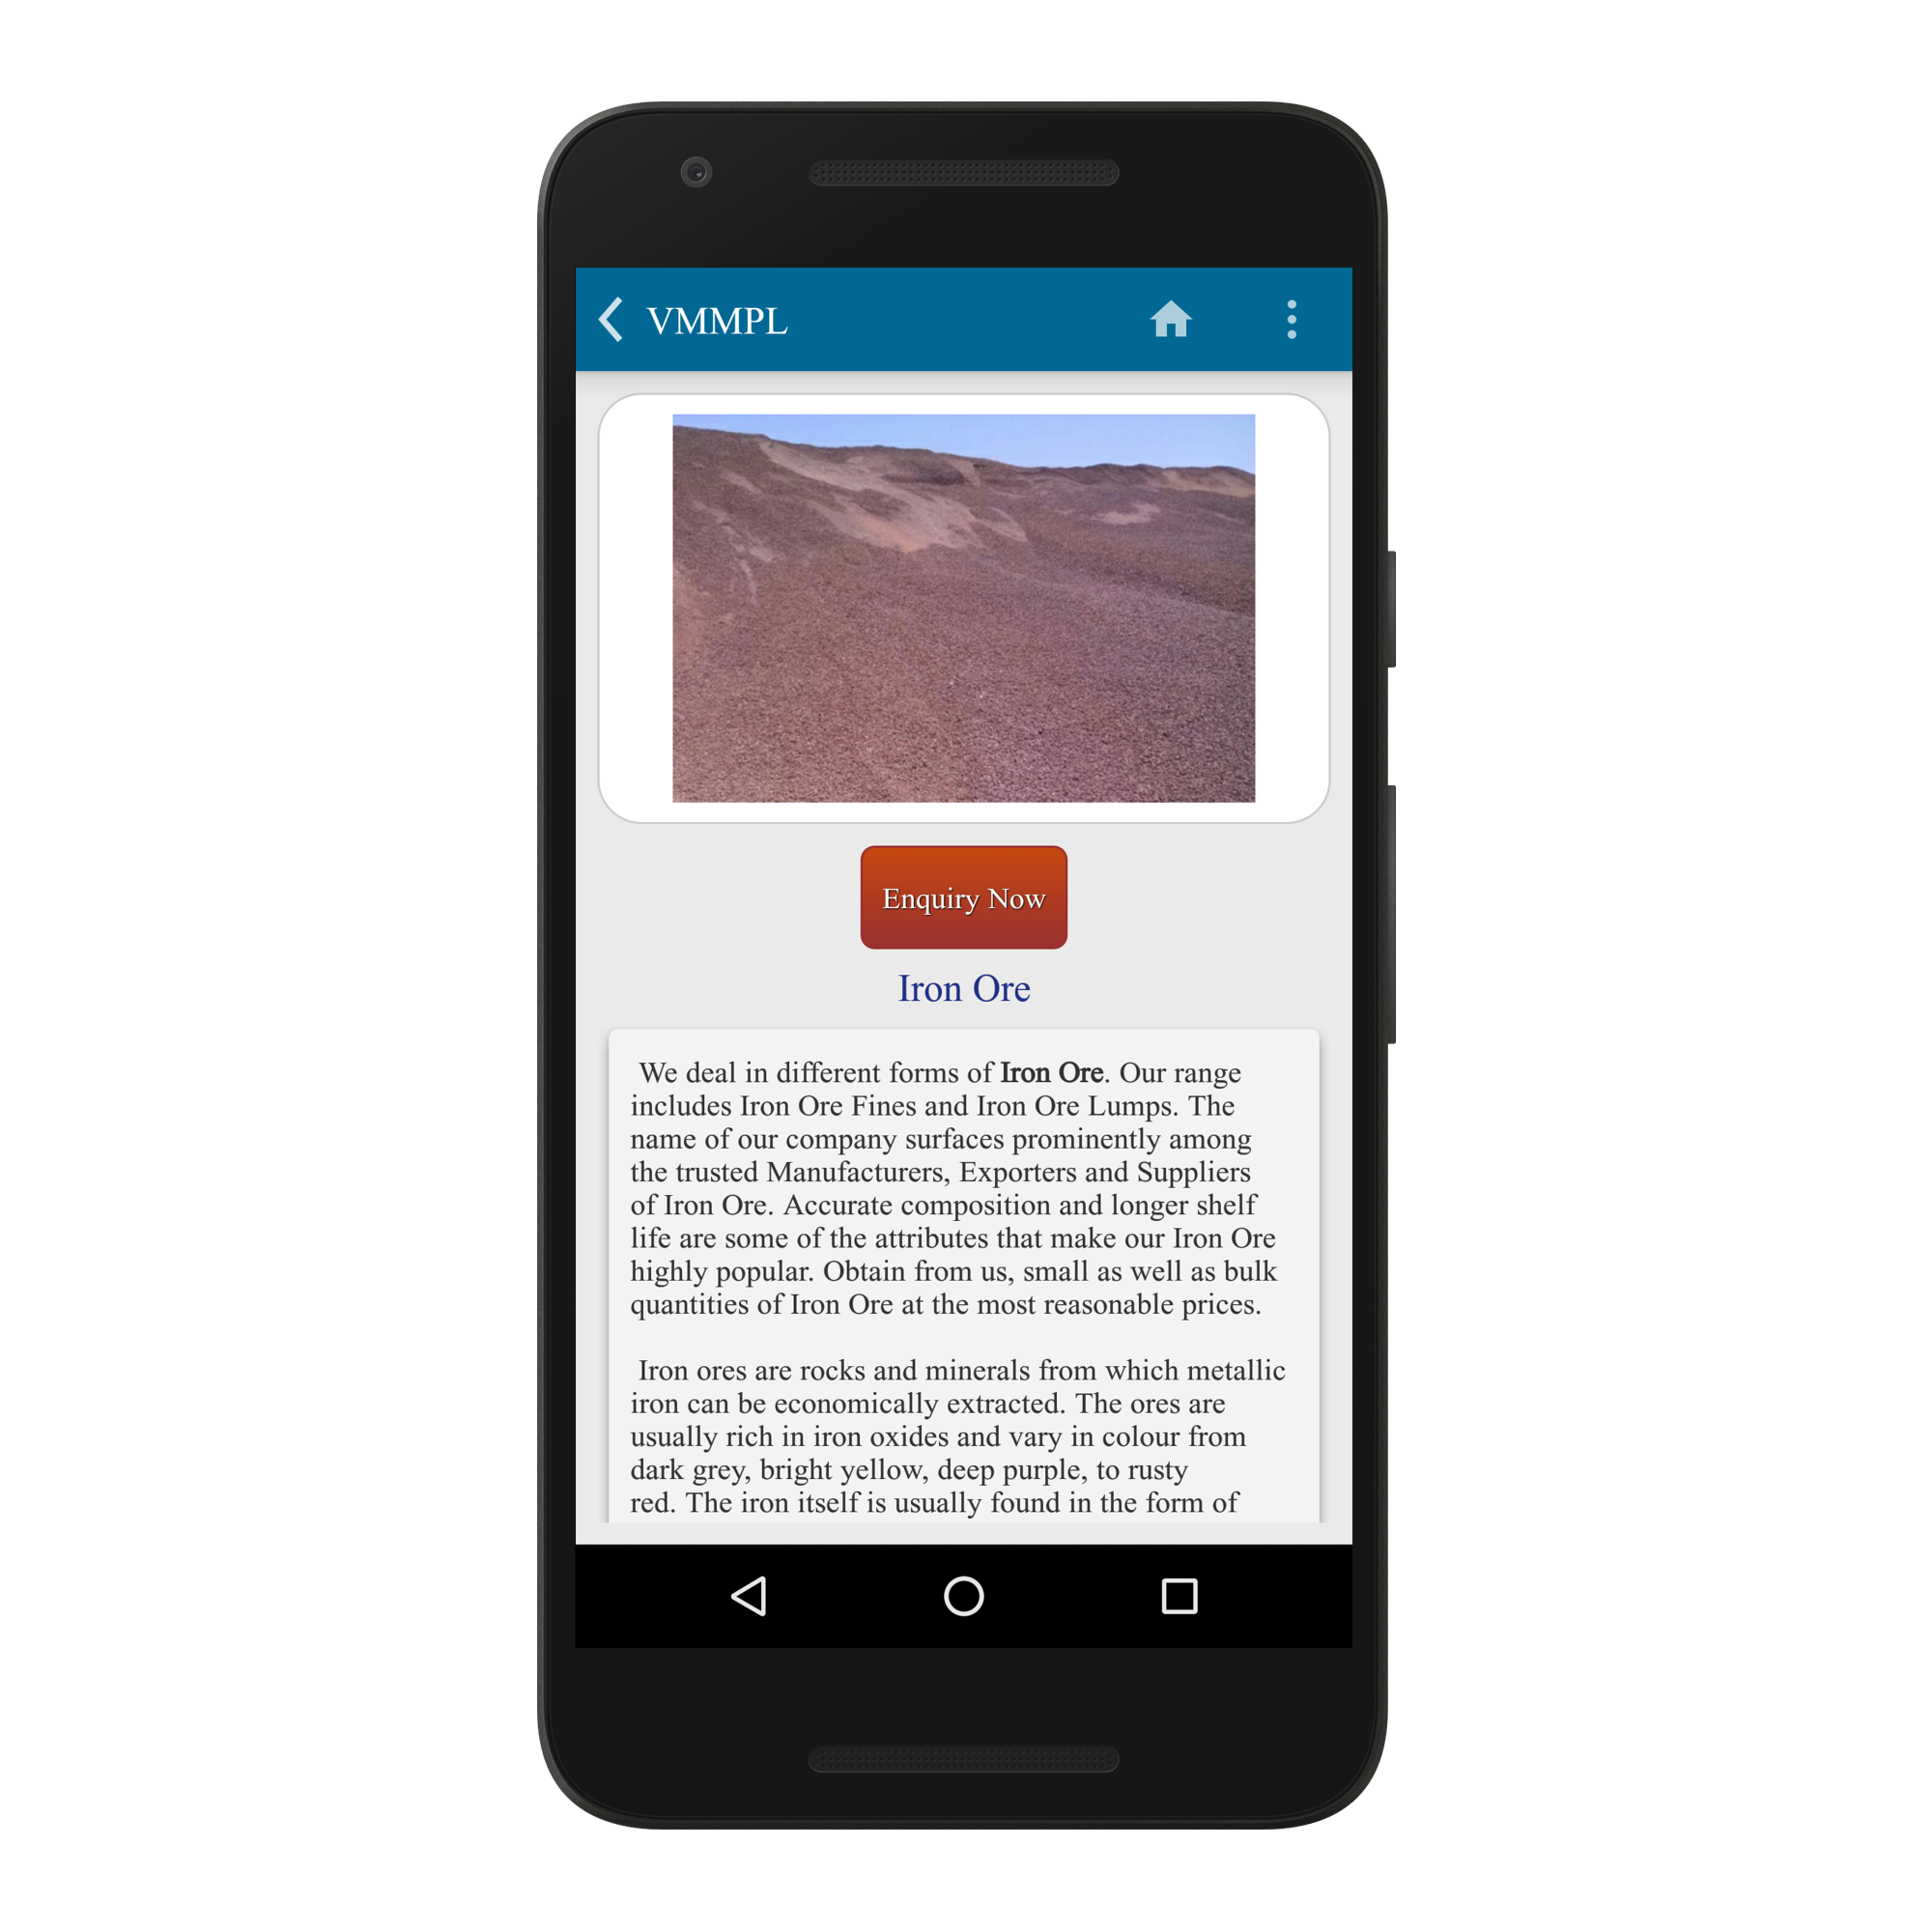 VMMPL
Enquiry Now
Iron Ore
We deal in different forms of Iron Ore. Our range
includes Iron Ore Fines and Iron Ore Lumps. The
name of our company surfaces prominently among
the trusted Manufacturers, Exporters and Suppliers
of Iron Ore. Accurate composition and longer shelf
life are some of the attributes that make our Iron Ore
highly popular. Obtain from us, small as well as bulk
quantities of Iron Ore at the most reasonable prices.
Iron ores are rocks and minerals from which metallic
iron can be economically extracted. The ores are
usually rich in iron oxides and vary in colour from
dark grey, bright yellow, deep purple, to rusty
red. The iron itself is usually found in the form of